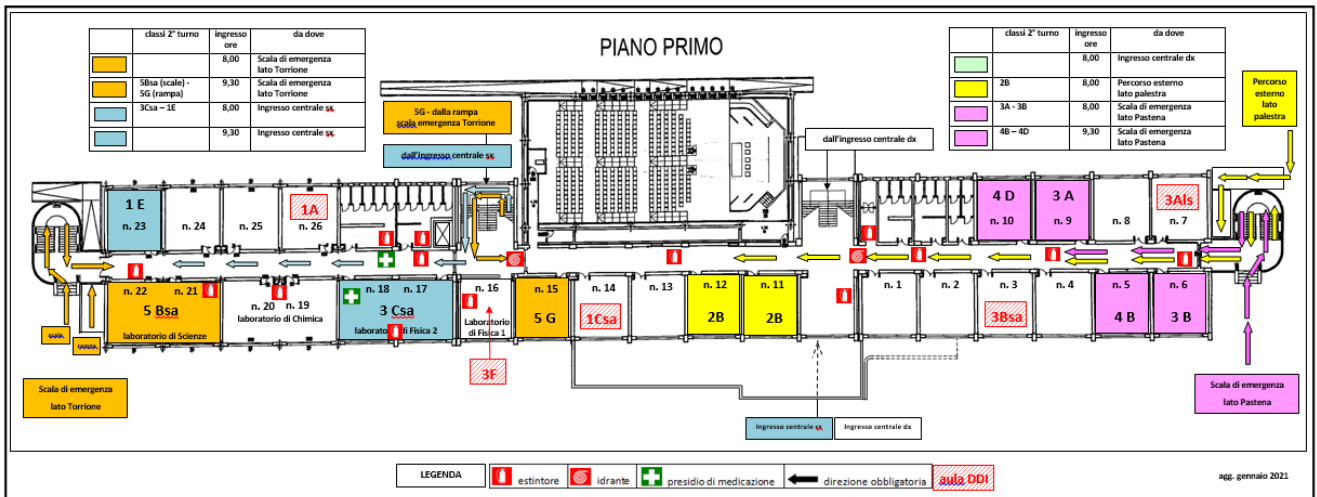 PIANO PRIMO
classi 2° turno ingresso ore da dove
8,00 Scala di emergenza lato Torrione
5Bsa (scale) - 5G (rampa) 9,30 Scala di emergenza lato Torrione
3Csa – 1E 8,00 Ingresso centrale sx
9,30 Ingresso centrale sx
classi 2° turno ingresso ore da dove
8,00 Ingresso centrale dx
2B 8,00 Percorso esterno lato palestra
3A - 3B 8,00 Scala di emergenza lato Pastena
4B – 4D 9,30 Scala di emergenza lato Pastena
Percorso
esterno
lato
palestra
5G - dalla rampa
scala emergenza Torrione
dall'ingresso centrale sx
dall'ingresso centrale dx
1 E
n. 23
n. 24
n. 25
1A
n. 26
4 D
n. 10
3 A
n. 9
n. 8
3Als
n. 7
n. 22 n. 21
5 Bsa
laboratorio di Scienze
n. 20 n. 19
laboratorio di Chimica
n. 18 n. 17
3 Csa
laboratorio di Fisica 2
n. 16
Laboratorio
di Fisica 1
3F
n. 15
5 G
n. 14
1Csa
n. 13
n. 12
2B
n. 11
2B
n. 1
n. 2
n. 3
3Bsa
n. 4
n. 5
4 B
n. 6
3 B
Scala di emergenza
lato Torrione
Scala di emergenza
lato Pastena
Ingresso centrale sx
Ingresso centrale dx
LEGENDA
estintore
idrante
presidio di medicazione
direzione obbligatoria
aula DDI
agg. gennaio 2021